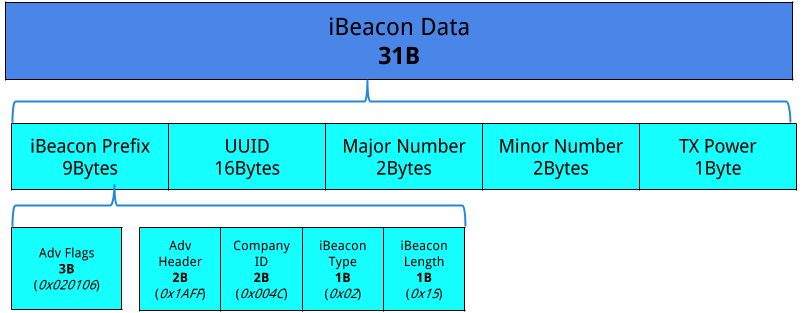 iBeacon Data
31B
iBeacon Prefix
9Bytes
UUID
16Bytes
Major Number
2Bytes
Minor Number
2Bytes
TX Power
1Byte
Adv Flags
3B
(0x020106)
Adv
Header
2B
(0x1AFF)
Company
ID
2B
(0x004C)
iBeacon
Type
1B
(0x02)
iBeacon
Length
1B
(0x15)